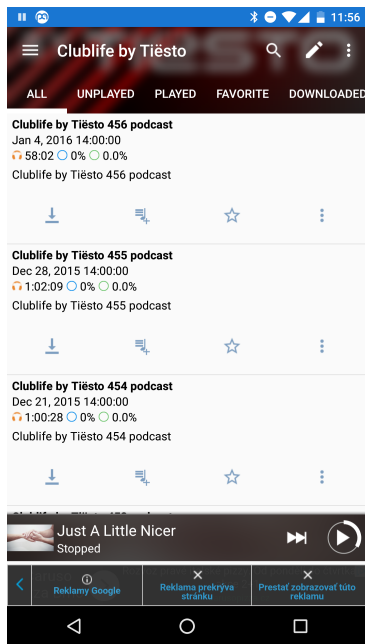 11:56
Clublife by Tiësto
ALL UNPLAYED PLAYED FAVORITE DOWNLOADED
Clublife by Tiësto 456 podcast
Jan 4, 2016 14:00:00
58:02 0% 0.0%
Clublife by Tiësto 456 podcast
Clublife by Tiësto 455 podcast
Dec 28, 2015 14:00:00
1:02:09 0% 0.0%
Clublife by Tiësto 455 podcast
Clublife by Tiësto 454 podcast
Dec 21, 2015 14:00:00
1:00:28 0% 0.0%
Clublife by Tiësto 454 podcast
Just A Little Nicer
Stopped
Reklamy Google
Reklama prekrýva
stránku
Prestať zobrazovať túto
reklamu